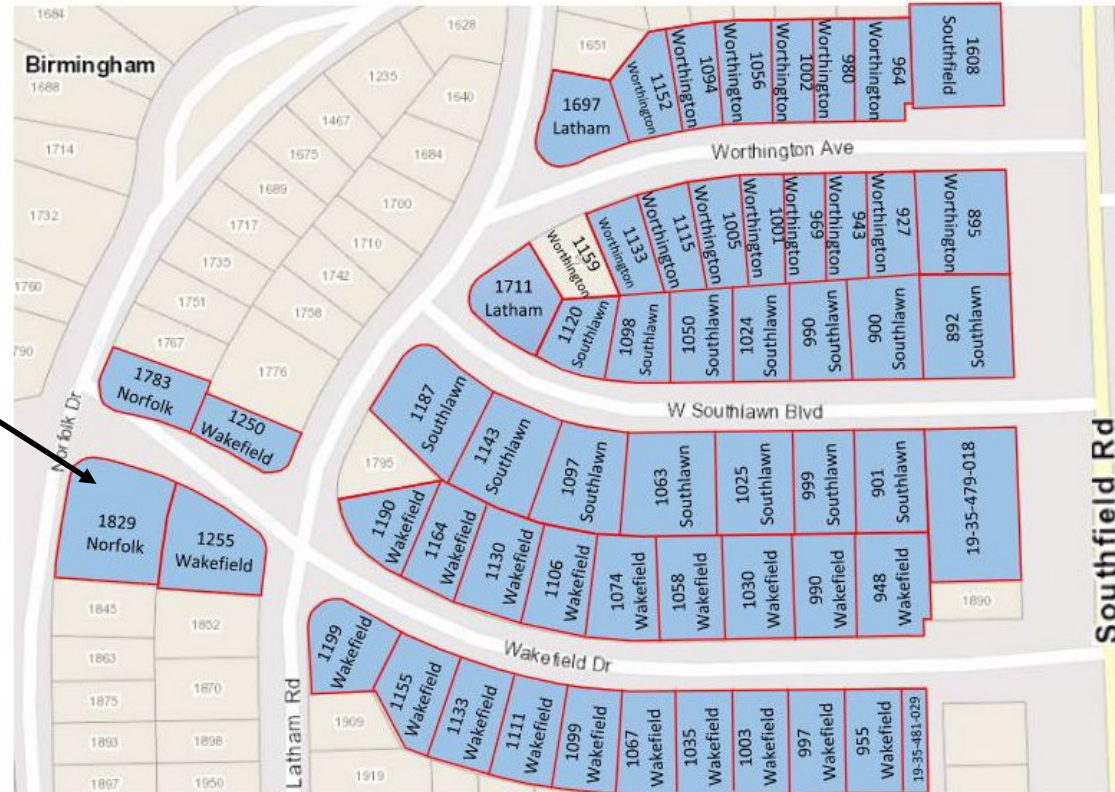 1684
Birmingham
1688
1714
1732
1760
790
1628
1235
1640
1467
1675
1684
1689
1700
1717
1710
1735
1742
1751
1758
1767
1776
1783
Norfolk
1250
Wakefield
Norfolk Dr
1829
Norfolk
1255
Wakefield
1845
1852
1863
1870
1875
1893
1898
1897
1950
Latham Rd
1651
1697
Latham
1152
Worthington
1094
Worthington
1056
Worthington
1002
Worthington
980
Worthington
964
Worthington
1608
Southfield
Worthington Ave
1711
Latham
1159
Worthington
1133
Worthington
1115
Worthington
1005
Worthington
1001
Worthington
969
Worthington
943
Worthington
927
Worthington
895
Worthington
1120
Southlawn
1098
Southlawn
1050
Southlawn
1024
Southlawn
996
Southlawn
900
Southlawn
892
Southlawn
W Southlawn Blvd
1187
Southlawn
1143
Southlawn
1097
Southlawn
1063
Southlawn
1025
Southlawn
999
Southlawn
901
Southlawn
19-35-479-018
1795
1190
Wakefield
1164
Wakefield
1130
Wakefield
1106
Wakefield
1074
Wakefield
1058
Wakefield
1030
Wakefield
990
Wakefield
948
Wakefield
1890
Wakefield Dr
1199
Wakefield
1155
Wakefield
1133
Wakefield
1111
Wakefield
1099
Wakefield
1067
Wakefield
1035
Wakefield
1003
Wakefield
997
Wakefield
955
Wakefield
19-35-481-029
1909
1919
Southfield Rd